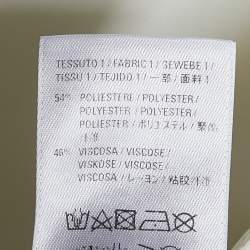 TESSUTO 1 / FABRIC 1 / GEWEBE 1 /
TISSU 1 / TEJIDO 1 / 一部 / 面料 1
54% POLIESTERE / POLYESTER /
POLYESTER / POLYESTER /
POLIÉSTER / ポリエステル / 聚酯
纤维
46% VISCOSA / VISCOSE /
VISKOSE / VISCOSE /
VISCOSA / レーヨン / 粘胶纤维